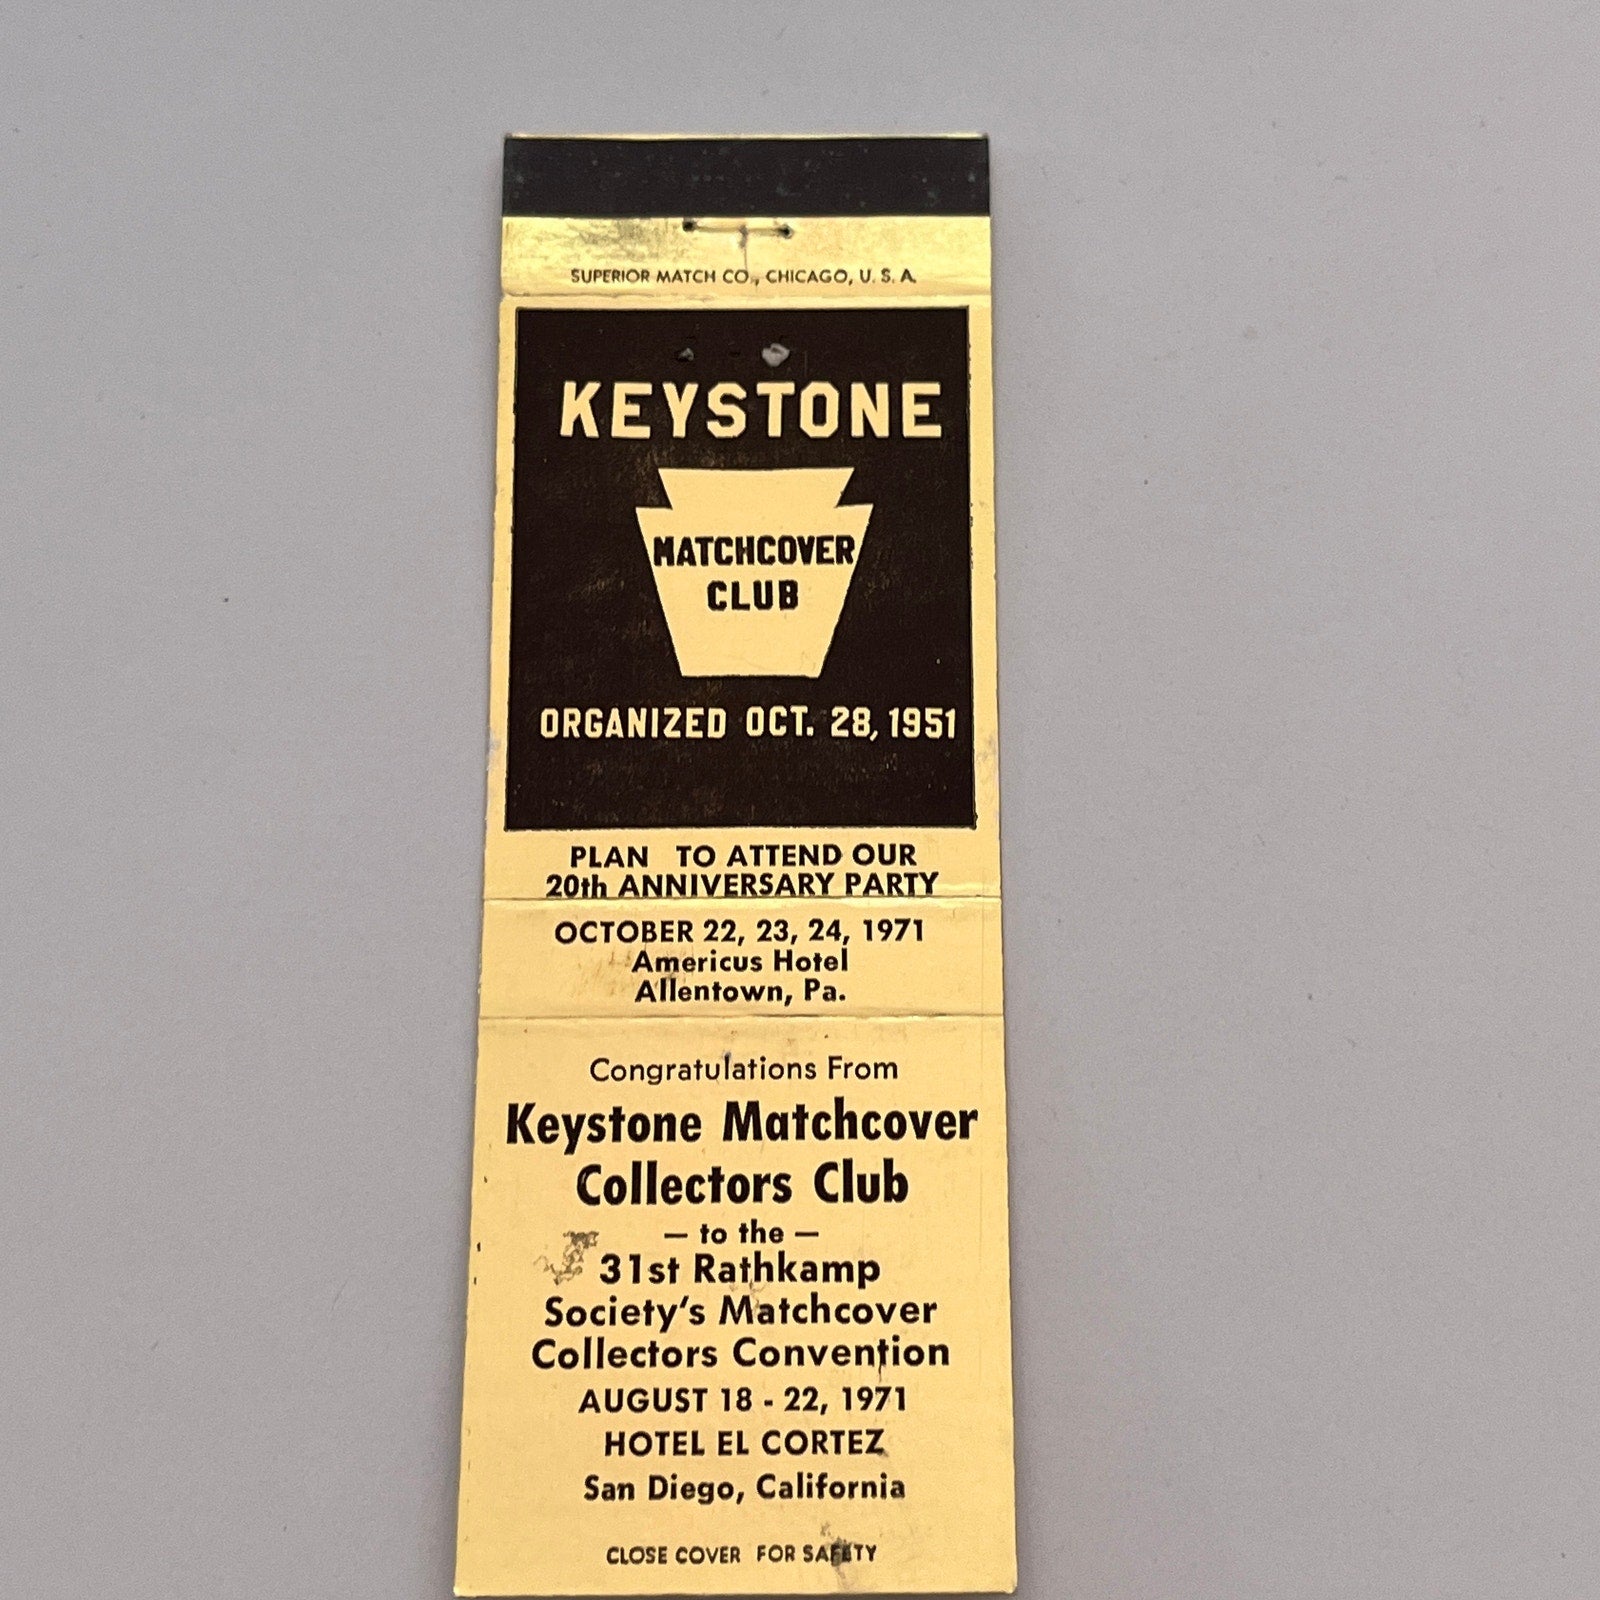 SUPERIOR MATCH CO., CHICAGO, U. S. A.
KEYSTONE
MATCHCOVER
CLUB
ORGANIZED OCT. 28, 1951
PLAN TO ATTEND OUR
20th ANNIVERSARY PARTY
OCTOBER 22, 23, 24, 1971
Americus Hotel
Allentown, Pa.
Congratulations From
Keystone Matchcover
Collectors Club
— to the —
31st Rathkamp
Society's Matchcover
Collectors Convention
AUGUST 18 - 22, 1971
HOTEL EL CORTEZ
San Diego, California
CLOSE COVER FOR SAFETY